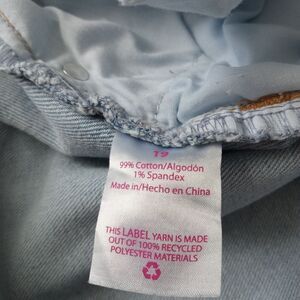 19
99% Cotton/Algodón
1% Spandex
Made in/Hecho en China
THIS LABEL YARN IS MADE
OUT OF 100% RECYCLED
POLYESTER MATERIALS